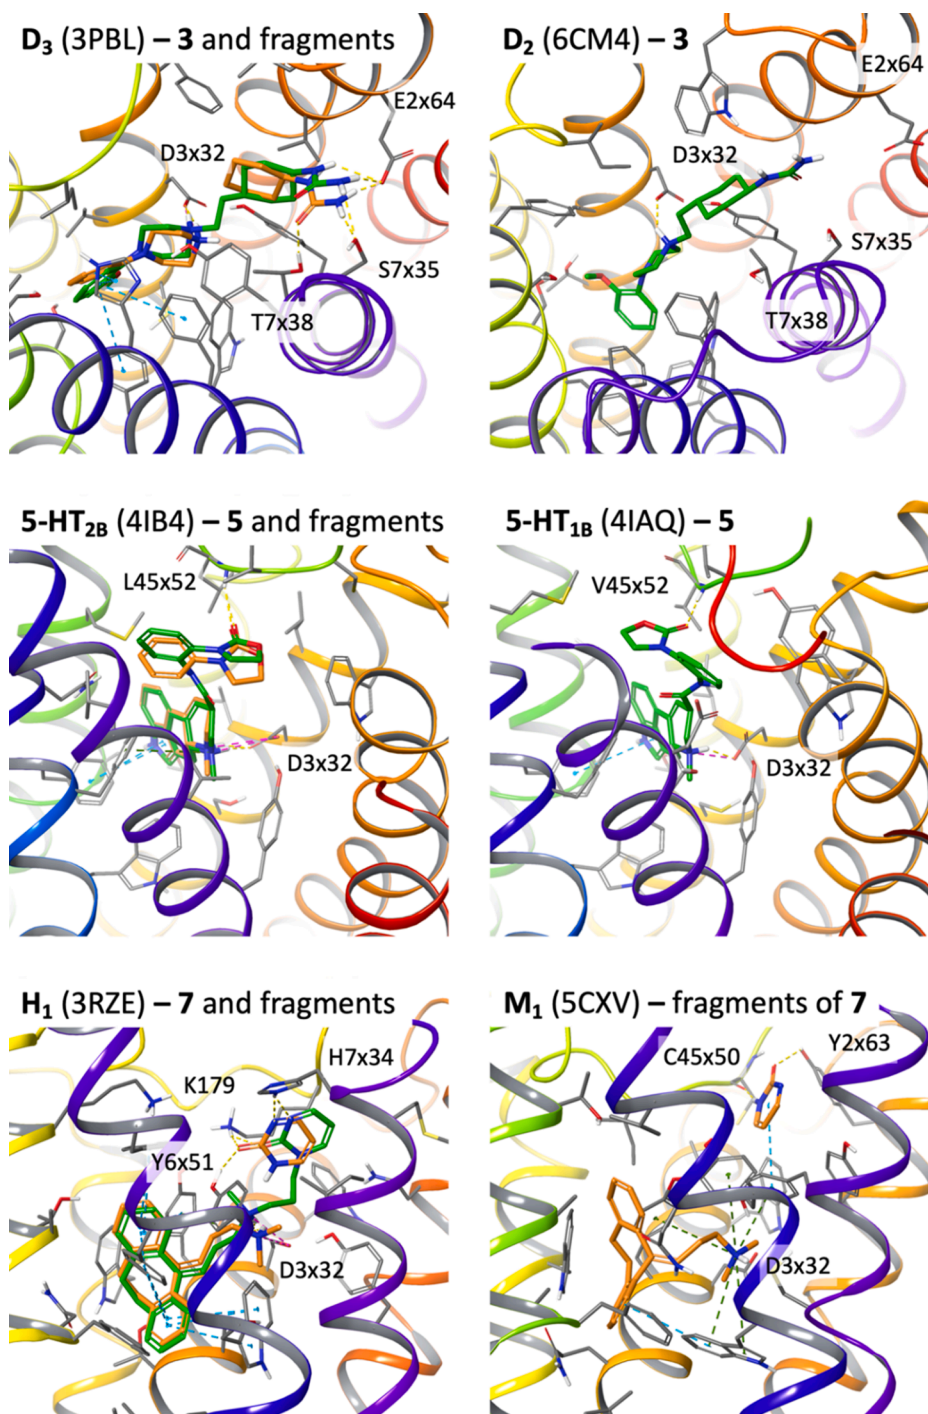 D₃ (3PBL) – 3 and fragments
E2x64
D3x32
S7x35
T7x38
D₂ (6CM4) – 3
E2x64
D3x32
S7x35
T7x38
5-HT₂B (4IB4) – 5 and fragments
L45x52
D3x32
5-HT₁B (4IAQ) – 5
V45x52
D3x32
H₁ (3RZE) – 7 and fragments
H7x34
K179
Y6x51
D3x32
M₁ (5CXV) – fragments of 7
C45x50
Y2x63
D3x32